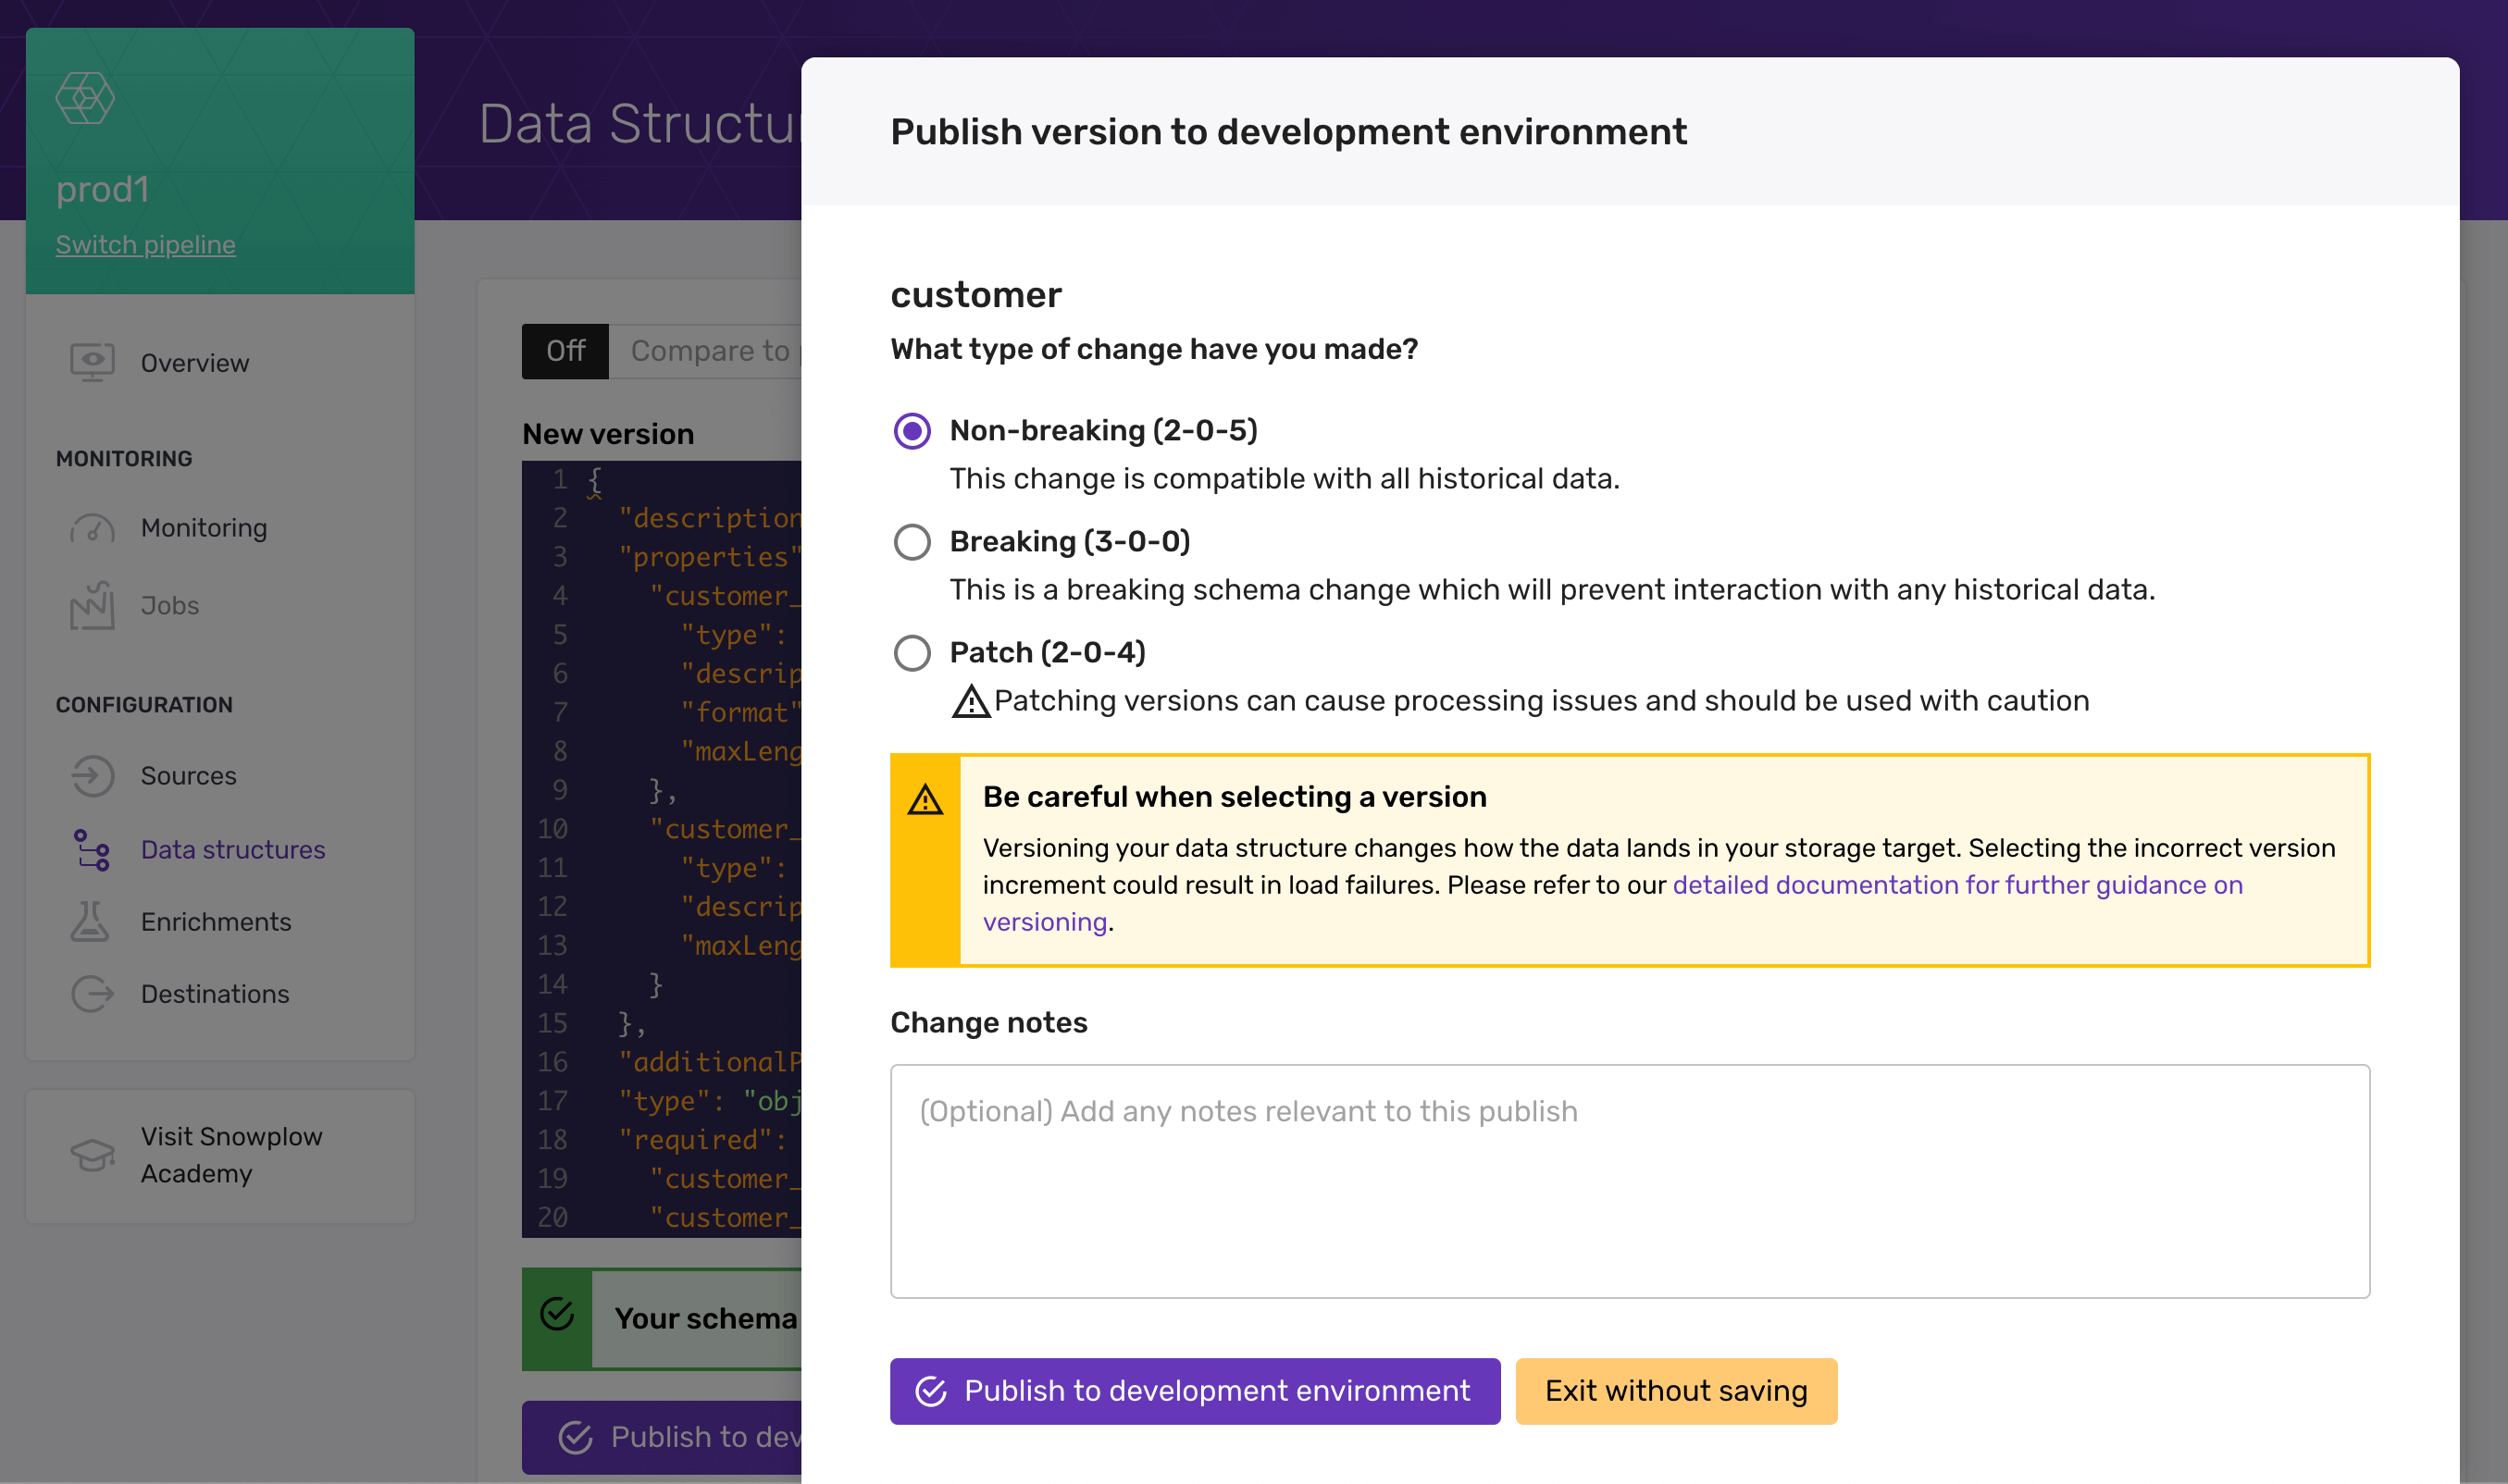 prod1
Switch pipeline
Overview
MONITORING
Monitoring
Jobs
CONFIGURATION
Sources
Data structures
Enrichments
Destinations
Visit Snowplow
Academy
Data Structu
Off
Compare to
New version
1 {
2 "description
3 "properties"
4 "customer_
5 "type":
6 "descrip
7 "format"
8 "maxLeng
9 },
10 "customer_
11 "type":
12 "descrip
13 "maxLeng
14 }
15 },
16 "additionalP
17 "type": "obj
18 "required":
19 "customer_
20 "customer_
Your schema
Publish to dev
Publish version to development environment
customer
What type of change have you made?
Non-breaking (2-0-5)
This change is compatible with all historical data.
Breaking (3-0-0)
This is a breaking schema change which will prevent interaction with any historical data.
Patch (2-0-4)
Patching versions can cause processing issues and should be used with caution
Be careful when selecting a version
Versioning your data structure changes how the data lands in your storage target. Selecting the incorrect version
increment could result in load failures. Please refer to our detailed documentation for further guidance on
versioning.
Change notes
(Optional) Add any notes relevant to this publish
Publish to development environment
Exit without saving